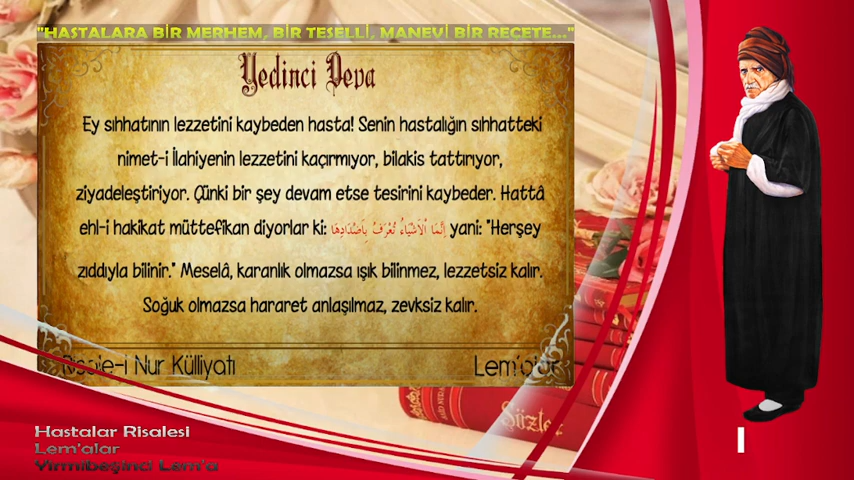 "HASTALARA BİR MERHEM, BİR TESELLİ, MANEVİ BİR REÇETE..."
Yedinci Deva
Ey sıhhatının lezzetini kaybeden hasta! Senin hastalığın sıhhatteki
nimet-i İlahiyenin lezzetini kaçırmıyor, bilakis tattırıyor,
ziyadeleştiriyor. Çünki bir şey devam etse tesirini kaybeder. Hattâ
ehl-i hakikat müttefikan diyorlar ki: اِنَّمَا اْلاَشْيَاءُ تُعْرَفُ بِاَضْدَادِهَا yani: "Herşey
zıddıyla bilinir." Meselâ, karanlık olmazsa ışık bilinmez, lezzetsiz kalır.
Soğuk olmazsa hararet anlaşılmaz, zevksiz kalır.
Risale-i Nur Külliyatı
Lem'alar
Sözler
Hastalar Risalesi
Lem'alar
Yirmibeşinci Lem'a
I